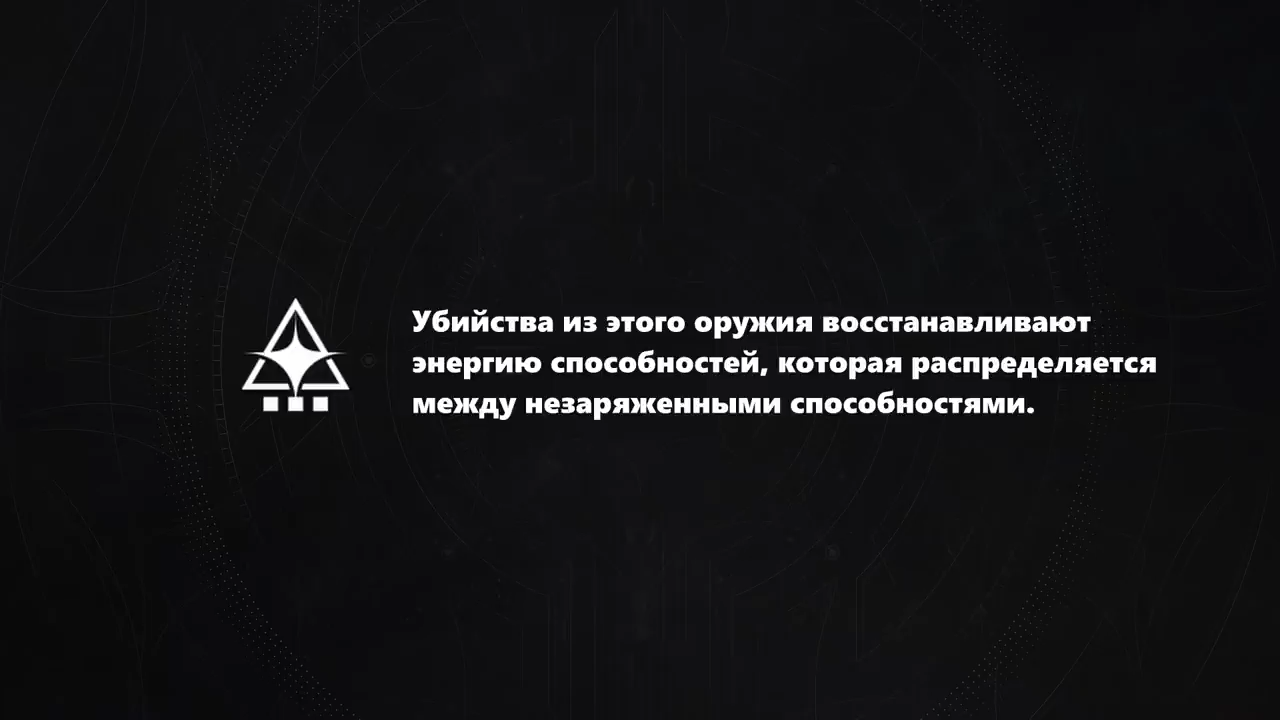 Убийства из этого оружия восстанавливают
энергию способностей, которая распределяется
между незаряженными способностями.